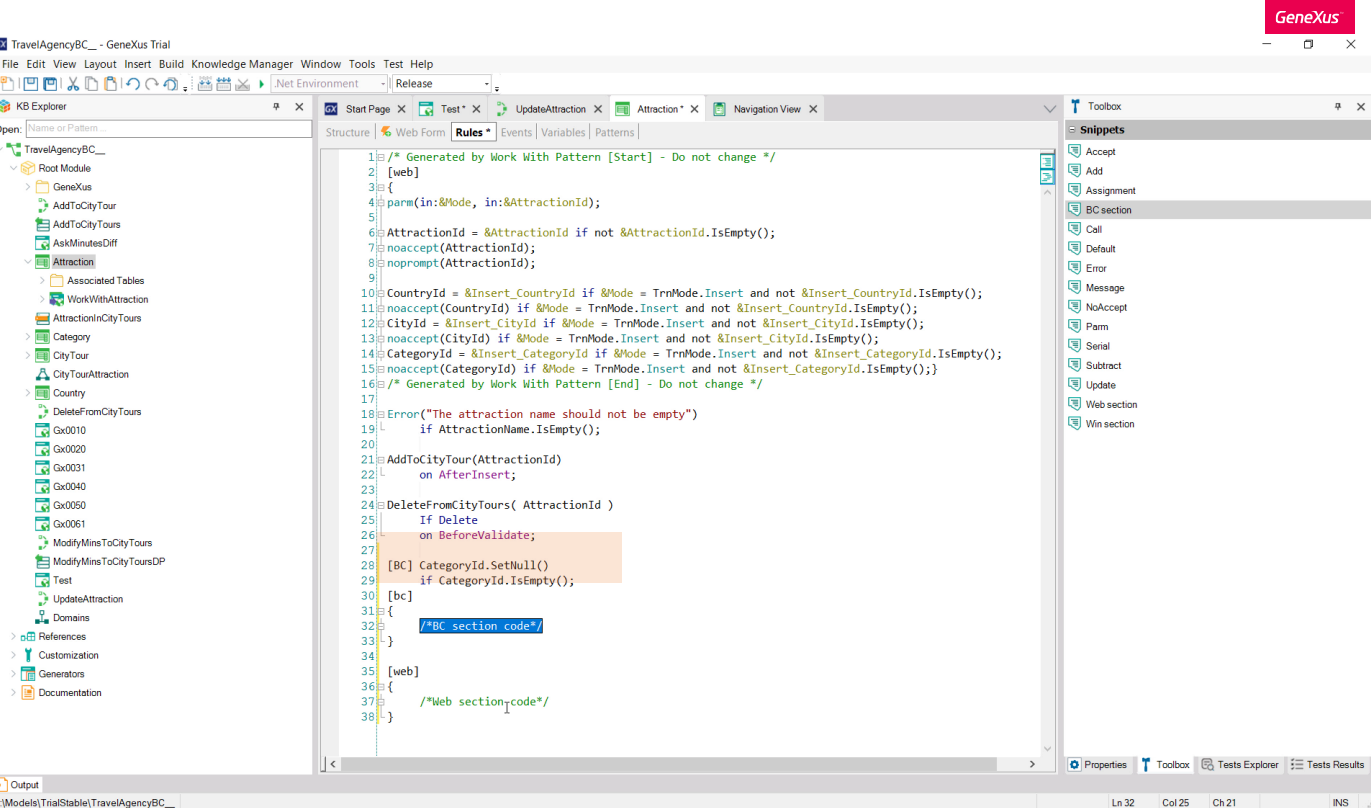 GeneXus™
TravelAgencyBC__ - GeneXus Trial
File Edit View Layout Insert Build Knowledge Manager Window Tools Test Help
.Net Environment
Release
KB Explorer
Open:
Name or Pattern...
TravelAgencyBC__
Root Module
GeneXus
AddToCityTour
AddToCityTours
AskMinutesDiff
Attraction
Associated Tables
WorkWithAttraction
AttractionInCityTours
Category
CityTour
CityTourAttraction
Country
DeleteFromCityTours
Gx0010
Gx0020
Gx0031
Gx0040
Gx0050
Gx0061
ModifyMinsToCityTours
ModifyMinsToCityToursDP
Test
UpdateAttraction
Domains
References
Customization
Generators
Documentation
Start Page
Test *
UpdateAttraction
Attraction *
Navigation View
Structure
Web Form
Rules *
Events
Variables
Patterns
1 /* Generated by Work With Pattern [Start] - Do not change */
2 [web]
3 {
4 parm(in:&Mode, in:&AttractionId);
5
6 AttractionId = &AttractionId if not &AttractionId.IsEmpty();
7 noaccept(AttractionId);
8 noprompt(AttractionId);
9
10 CountryId = &Insert_CountryId if &Mode = TrnMode.Insert and not &Insert_CountryId.IsEmpty();
11 noaccept(CountryId) if &Mode = TrnMode.Insert and not &Insert_CountryId.IsEmpty();
12 CityId = &Insert_CityId if &Mode = TrnMode.Insert and not &Insert_CityId.IsEmpty();
13 noaccept(CityId) if &Mode = TrnMode.Insert and not &Insert_CityId.IsEmpty();
14 CategoryId = &Insert_CategoryId if &Mode = TrnMode.Insert and not &Insert_CategoryId.IsEmpty();
15 noaccept(CategoryId) if &Mode = TrnMode.Insert and not &Insert_CategoryId.IsEmpty();}
16 /* Generated by Work With Pattern [End] - Do not change */
17
18 Error("The attraction name should not be empty")
19 if AttractionName.IsEmpty();
20
21 AddToCityTour(AttractionId)
22 on AfterInsert;
23
24 DeleteFromCityTours( AttractionId )
25 If Delete
26 on BeforeValidate;
27
28 [BC] CategoryId.SetNull()
29 if CategoryId.IsEmpty();
30 [bc]
31 {
32 /*BC section code*/
33 }
34
35 [web]
36 {
37 /*Web section code*/
38 }
Toolbox
Snippets
Accept
Add
Assignment
BC section
Call
Default
Error
Message
NoAccept
Parm
Serial
Subtract
Update
Web section
Win section
Properties
Toolbox
Tests Explorer
Tests Results
Output
:\Models\TrialStable\TravelAgencyBC__
Ln 32
Col 25
Ch 21
INS